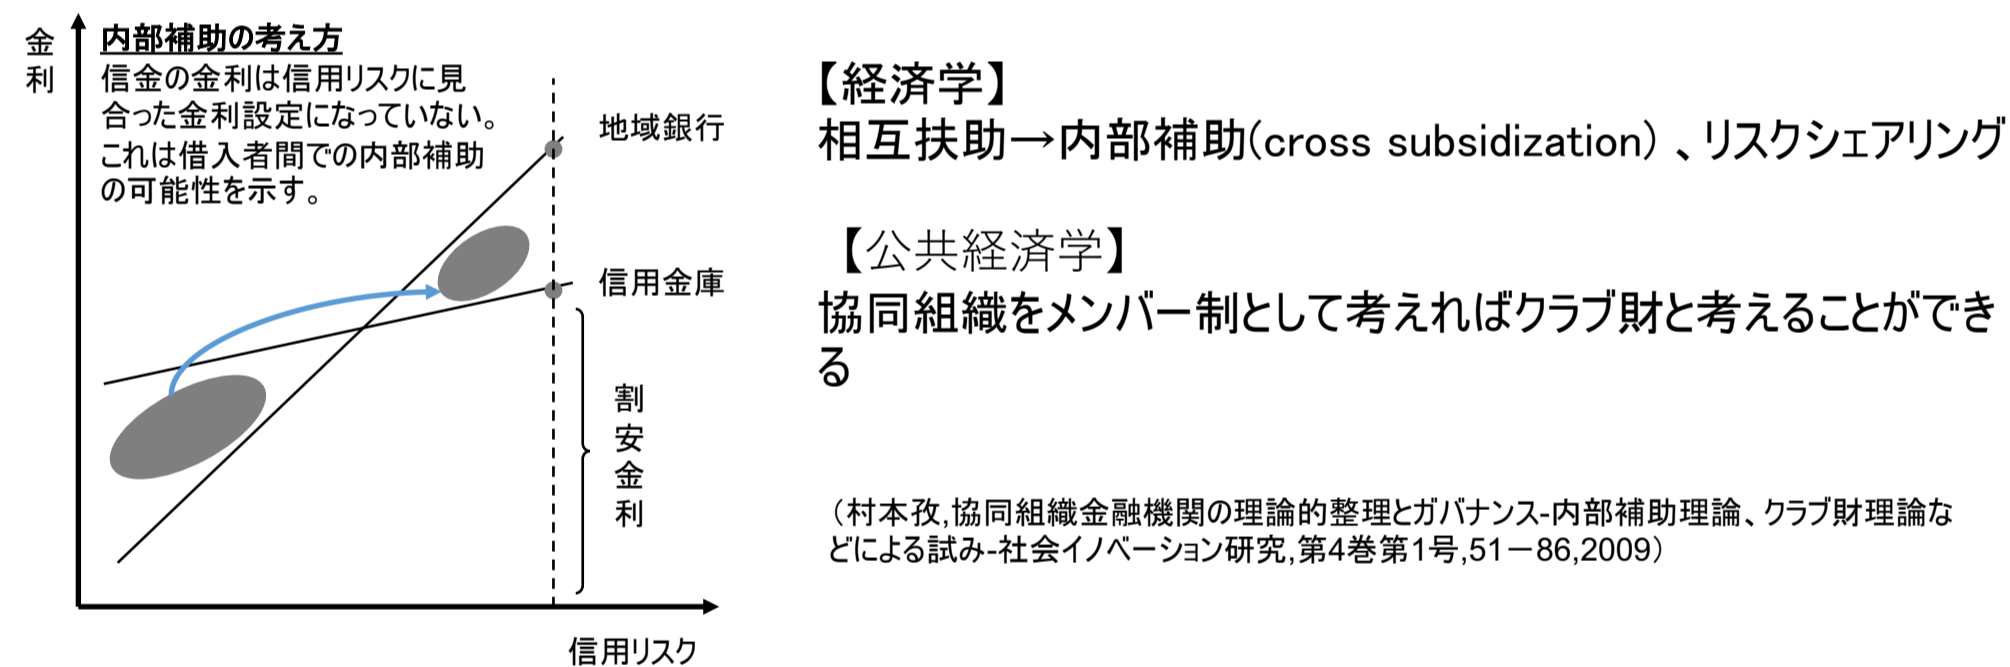 金利
内部補助の考え方
信金の金利は信用リスクに見
合った金利設定になっていない。
これは借入者間での内部補助
の可能性を示す。
地域銀行
信用金庫
割安金利
信用リスク
【経済学】
相互扶助→内部補助(cross subsidization) 、リスクシェアリング
【公共経済学】
協同組織をメンバー制として考えればクラブ財と考えることができ
る
（村本孜,協同組織金融機関の理論的整理とガバナンス-内部補助理論、クラブ財理論な
どによる試み-社会イノベーション研究,第4巻第1号,51－86,2009）